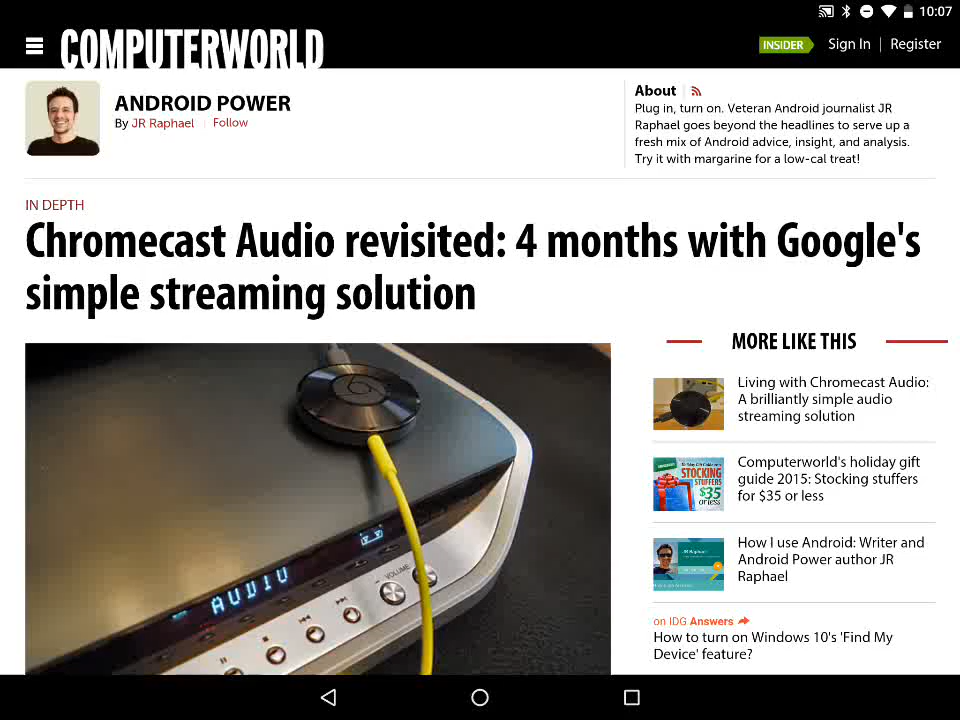 10:07
COMPUTERWORLD
INSIDER Sign In | Register
ANDROID POWER
By JR Raphael | Follow
About
Plug in, turn on. Veteran Android journalist JR
Raphael goes beyond the headlines to serve up a
fresh mix of Android advice, insight, and analysis.
Try it with margarine for a low-cal treat!
IN DEPTH
Chromecast Audio revisited: 4 months with Google's
simple streaming solution
AUDIO
VOLUME
MORE LIKE THIS
Living with Chromecast Audio:
A brilliantly simple audio
streaming solution
STOCKING
STUFFERS
$35
or less
Computerworld's holiday gift
guide 2015: Stocking stuffers
for $35 or less
JR Raphael
How I use Android: Writer and
Android Power author JR
Raphael
on IDG Answers
How to turn on Windows 10's 'Find My
Device' feature?